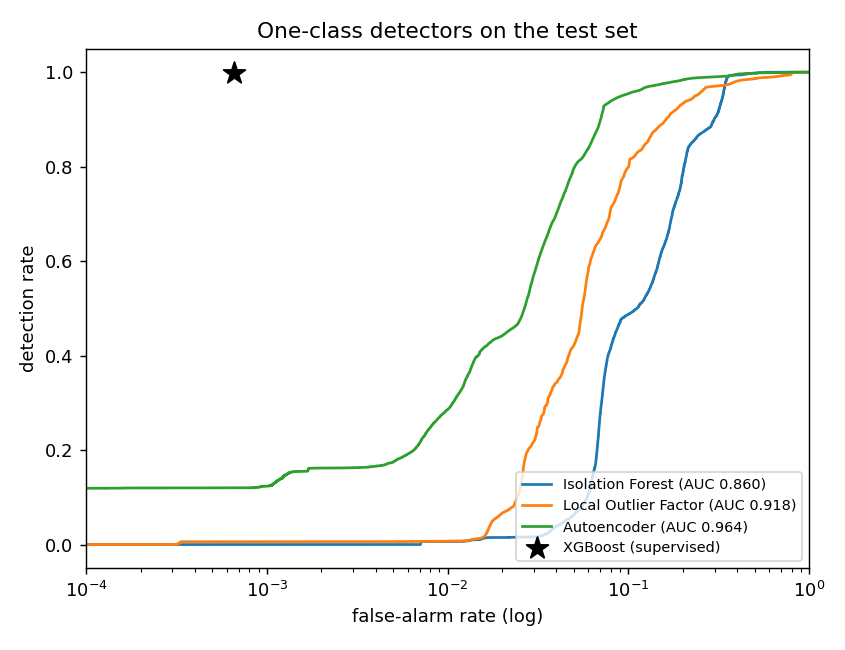 One-class detectors on the test set
1.0
0.8
0.6
0.4
0.2
0.0
detection rate
10⁻⁴
10⁻³
10⁻²
10⁻¹
10⁰
false-alarm rate (log)
Isolation Forest (AUC 0.860)
Local Outlier Factor (AUC 0.918)
Autoencoder (AUC 0.964)
XGBoost (supervised)